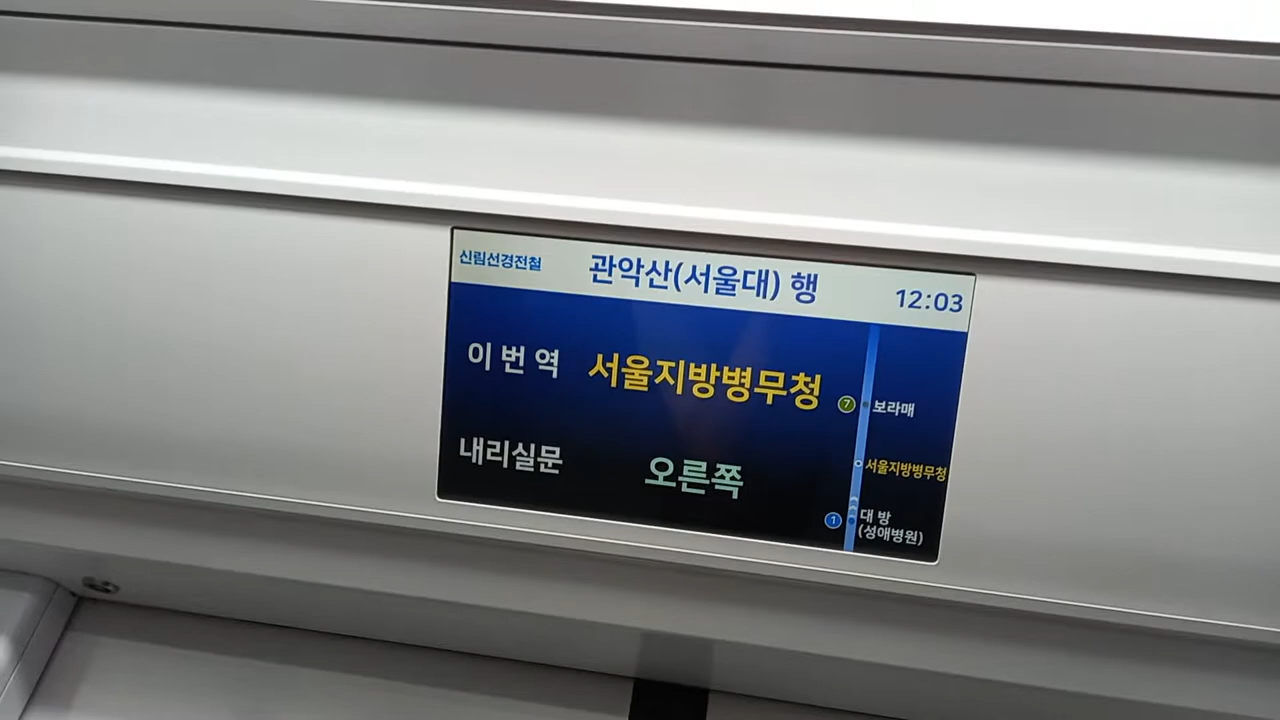 신림선경전철 관악산(서울대) 행 12:03
이번역 서울지방병무청
내리실문 오른쪽
7 보라매
서울지방병무청
1 대방
(성애병원)